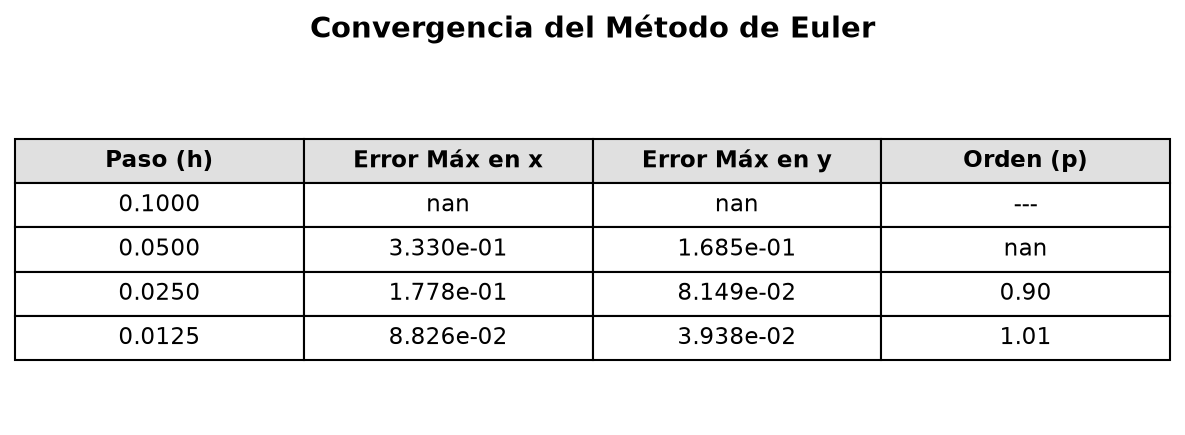 Convergencia del Método de Euler
Paso (h) Error Máx en x Error Máx en y Orden (p)
0.1000 nan nan ---
0.0500 3.330e-01 1.685e-01 nan
0.0250 1.778e-01 8.149e-02 0.90
0.0125 8.826e-02 3.938e-02 1.01